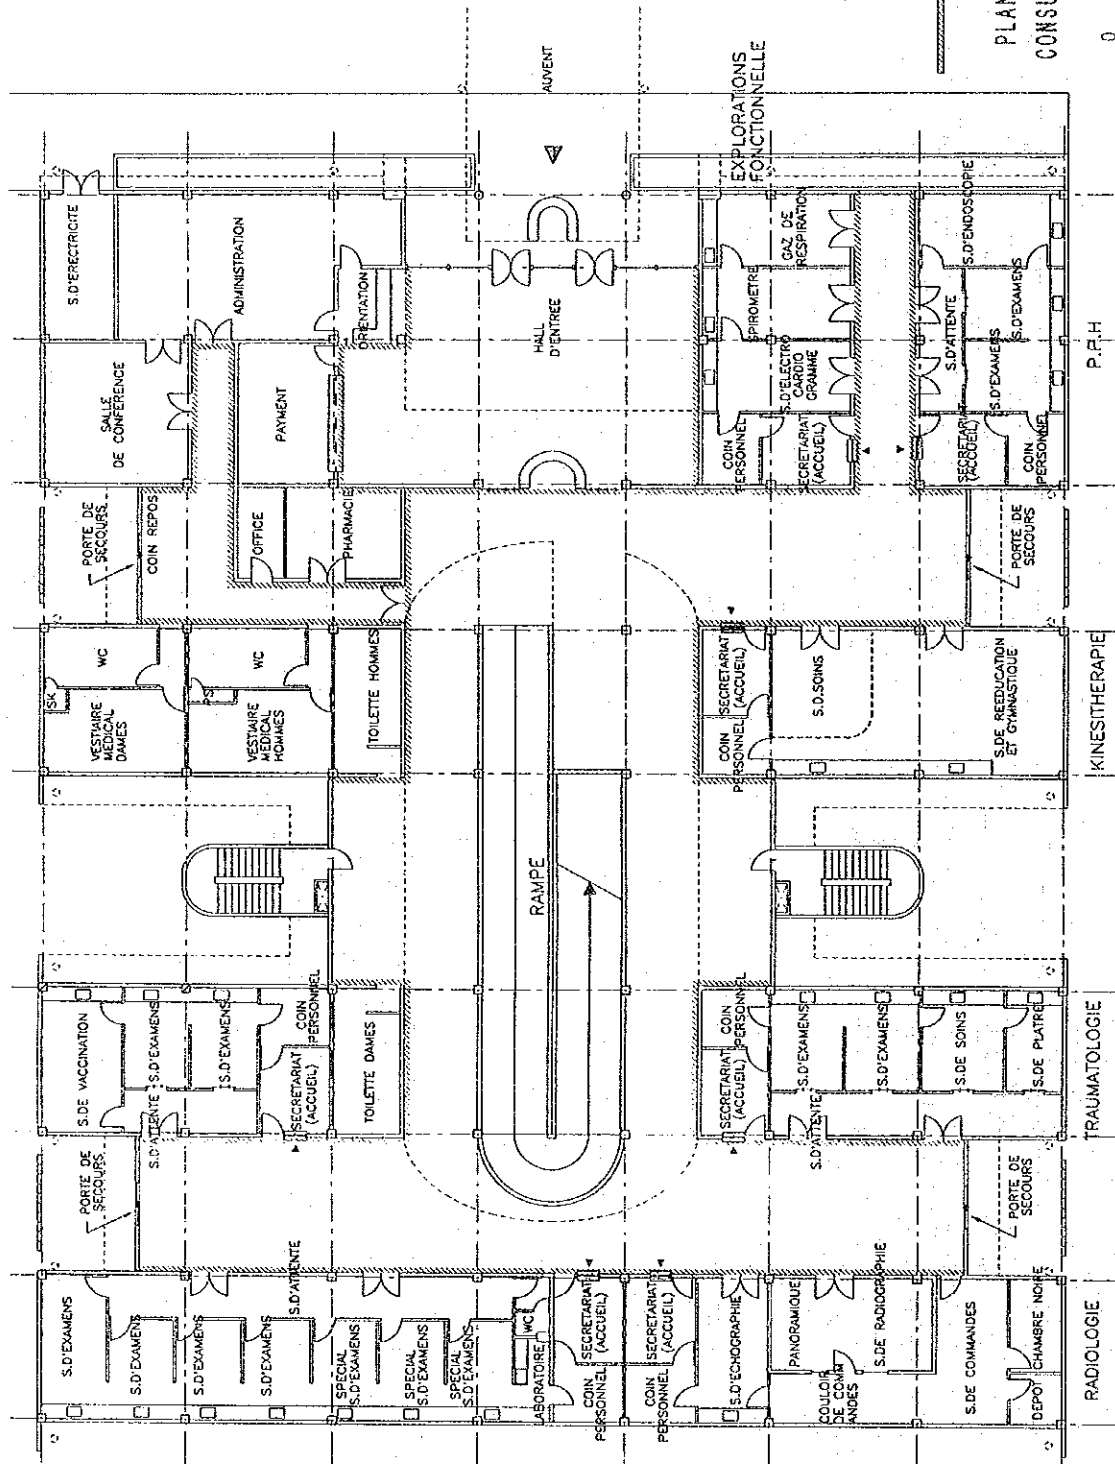 PLAN
CONSU
0
AUVENT
S.D'ERECTRICITE
ADMINISTRATION
ORIENTATION
HALL
D'ENTREE
EXPLORATIONS
FONCTIONNELLE
SPIROMETRE
GAZ DE
RESPIRATION
S.D'ENDOSCOPIE
S.D'ATTENTE
S.D'EXAMENS
S.D'EXAMENS
P.P.H
SALLE
DE CONFERENCE
PAYMENT
COIN
PERSONNEL
S.D'ELECTRO
CARDIO
GRAMME
SECRETARIAT
(ACCUEIL)
SECRETARIAT
(ACCUEIL)
COIN
PERSONNEL
PORTE DE
SECOURS
COIN REPOS
OFFICE
PHARMACIE
PORTE DE
SECOURS
SK
WC
VESTIAIRE
MEDICAL
DAMES
PS
WC
VESTIAIRE
MEDICAL
HOMMES
TOILETTE HOMMES
SECRETARIAT
(ACCUEIL)
COIN
PERSONNEL
S.D.SOINS
S.DE REEDUCATION
ET GYMNASTIQUE
KINESITHERAPIE
RAMPE
S.DE VACCINATION
S.D'ATTENTE
S.D'EXAMENS
S.D'EXAMENS
COIN
PERSONNEL
SECRETARIAT
(ACCUEIL)
TOILETTE DAMES
COIN
PERSONNEL
SECRETARIAT
(ACCUEIL)
S.D'EXAMENS
S.D'EXAMENS
S.D'ATTENTE
S.DE SOINS
S.DE PLATRE
TRAUMATOLOGIE
PORTE DE
SECOURS
PORTE DE
SECOURS
S.D'ATTENTE
S.D'EXAMENS
S.D'EXAMENS
S.D'EXAMENS
S.D'EXAMENS
SPECIAL
S.D'EXAMENS
SPECIAL
S.D'EXAMENS
SPECIAL
S.D'EXAMENS
WC
LABORATOIRE
SECRETARIAT
(ACCUEIL)
COIN
PERSONNEL
SECRETARIAT
(ACCUEIL)
COIN
PERSONNEL
S.D'ECHOGRAPHIE
PANORAMIQUE
COULOIR
DE COMM
ANDES
S.DE RADIOGRAPHIE
S.DE COMMANDES
CHAMBRE NOIRE
DEPOT
RADIOLOGIE